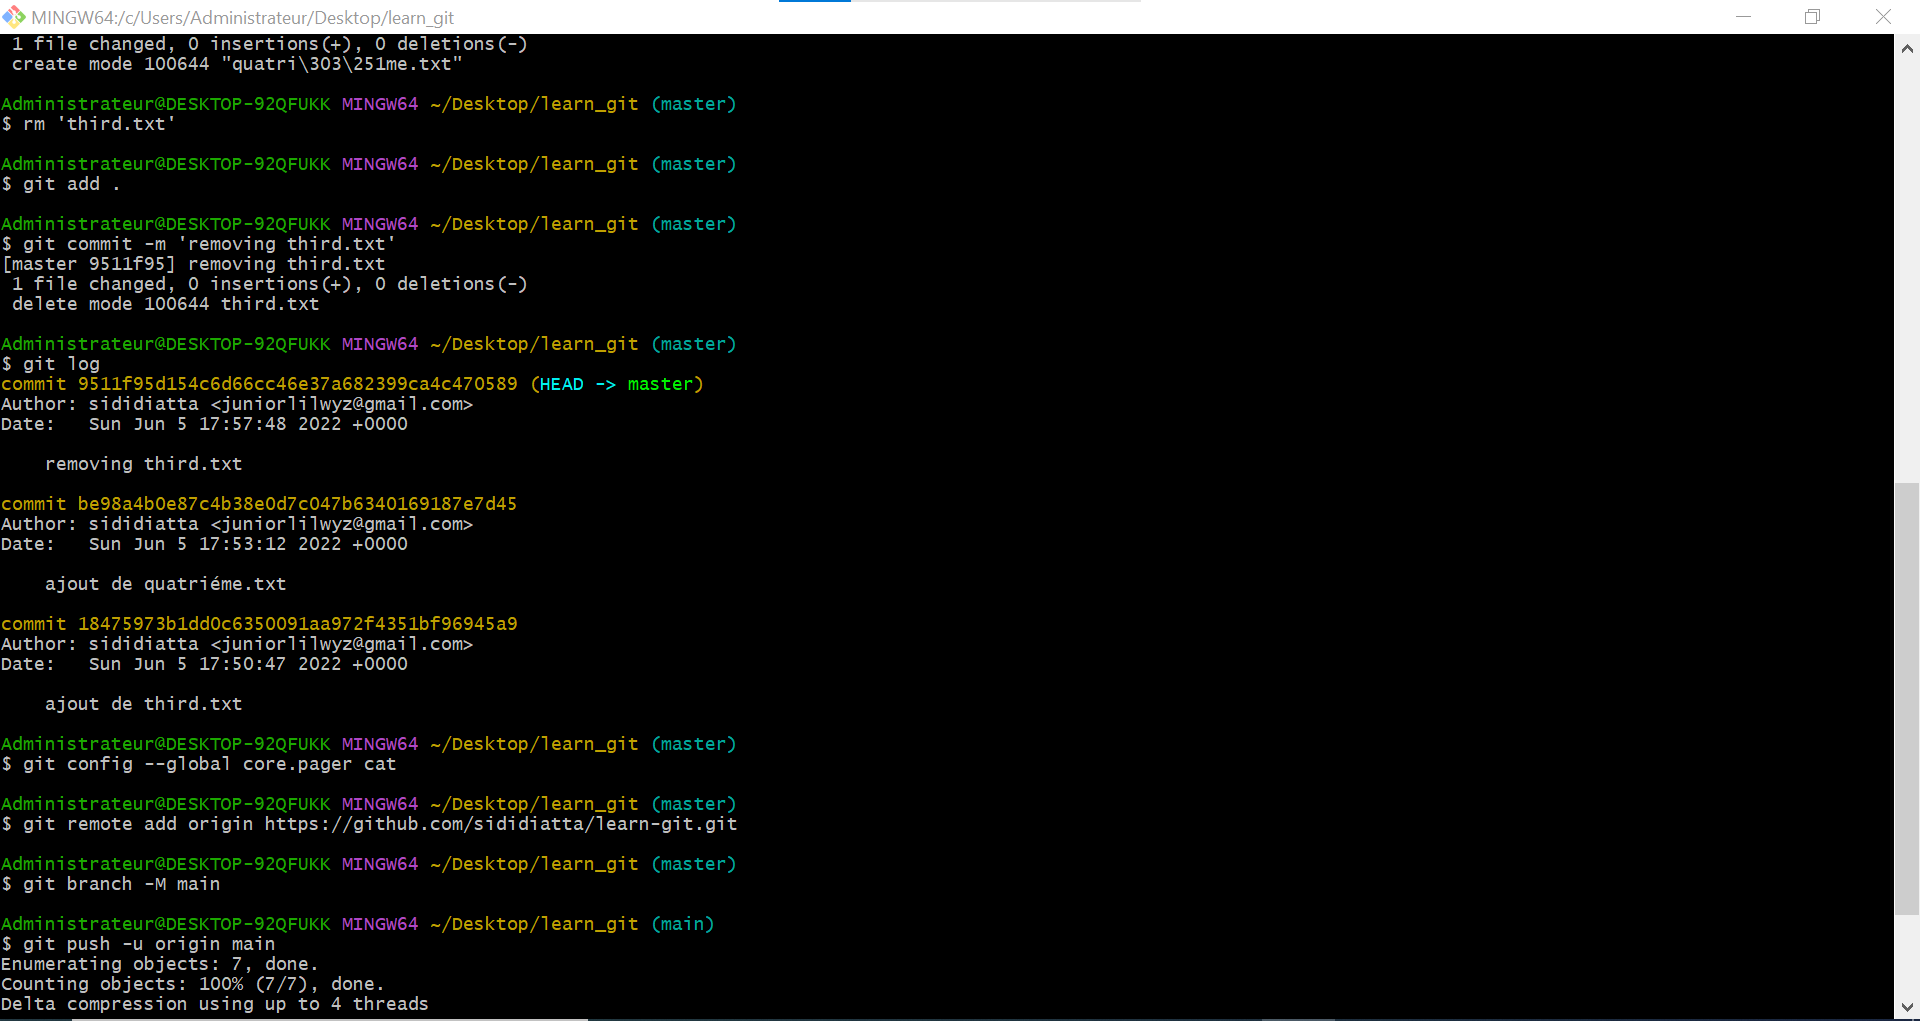 MINGW64:/c/Users/Administrateur/Desktop/learn_git
 1 file changed, 0 insertions(+), 0 deletions(-)
 create mode 100644 "quatri\303\251me.txt"
Administrateur@DESKTOP-92QFUKK MINGW64 ~/Desktop/learn_git (master)
$ rm 'third.txt'
Administrateur@DESKTOP-92QFUKK MINGW64 ~/Desktop/learn_git (master)
$ git add .
Administrateur@DESKTOP-92QFUKK MINGW64 ~/Desktop/learn_git (master)
$ git commit -m 'removing third.txt'
[master 9511f95] removing third.txt
 1 file changed, 0 insertions(+), 0 deletions(-)
 delete mode 100644 third.txt
Administrateur@DESKTOP-92QFUKK MINGW64 ~/Desktop/learn_git (master)
$ git log
commit 9511f95d154c6d66cc46e37a682399ca4c470589 (HEAD -> master)
Author: sididiatta <juniorlilwyz@gmail.com>
Date:   Sun Jun 5 17:57:48 2022 +0000
    removing third.txt
commit be98a4b0e87c4b38e0d7c047b6340169187e7d45
Author: sididiatta <juniorlilwyz@gmail.com>
Date:   Sun Jun 5 17:53:12 2022 +0000
    ajout de quatriéme.txt
commit 18475973b1dd0c6350091aa972f4351bf96945a9
Author: sididiatta <juniorlilwyz@gmail.com>
Date:   Sun Jun 5 17:50:47 2022 +0000
    ajout de third.txt
Administrateur@DESKTOP-92QFUKK MINGW64 ~/Desktop/learn_git (master)
$ git config --global core.pager cat
Administrateur@DESKTOP-92QFUKK MINGW64 ~/Desktop/learn_git (master)
$ git remote add origin https://github.com/sididiatta/learn-git.git
Administrateur@DESKTOP-92QFUKK MINGW64 ~/Desktop/learn_git (master)
$ git branch -M main
Administrateur@DESKTOP-92QFUKK MINGW64 ~/Desktop/learn_git (main)
$ git push -u origin main
Enumerating objects: 7, done.
Counting objects: 100% (7/7), done.
Delta compression using up to 4 threads